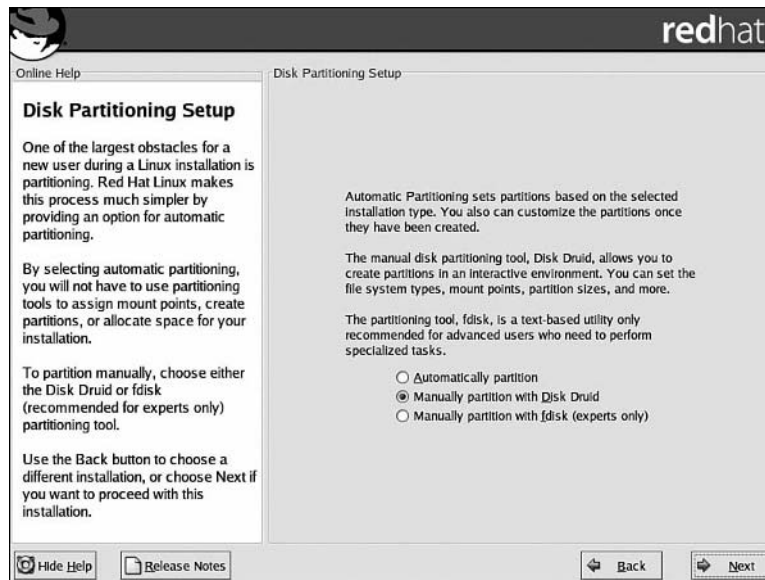 redhat
Online Help
Disk Partitioning Setup
Disk Partitioning Setup
One of the largest obstacles for a
new user during a Linux installation is
partitioning. Red Hat Linux makes
this process much simpler by
providing an option for automatic
partitioning.
By selecting automatic partitioning,
you will not have to use partitioning
tools to assign mount points, create
partitions, or allocate space for your
installation.
To partition manually, choose either
the Disk Druid or fdisk
(recommended for experts only)
partitioning tool.
Use the Back button to choose a
different installation, or choose Next if
you want to proceed with this
installation.
Automatic Partitioning sets partitions based on the selected
installation type. You also can customize the partitions once
they have been created.
The manual disk partitioning tool, Disk Druid, allows you to
create partitions in an interactive environment. You can set the
file system types, mount points, partition sizes, and more.
The partitioning tool, fdisk, is a text-based utility only
recommended for advanced users who need to perform
specialized tasks.
Automatically partition
Manually partition with Disk Druid
Manually partition with fdisk (experts only)
Hide Help
Release Notes
Back
Next